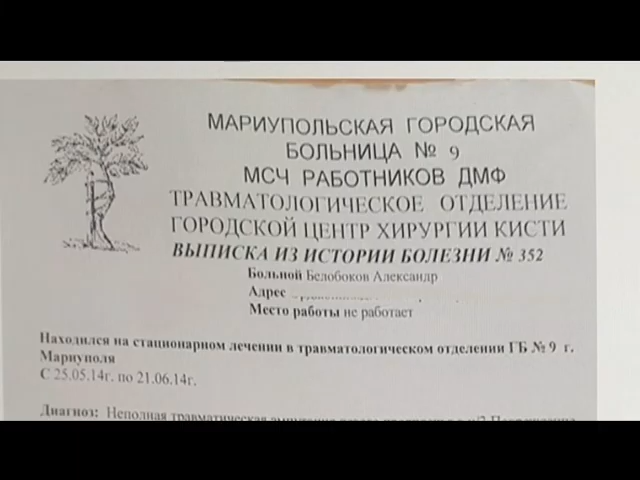 МАРИУПОЛЬСКАЯ ГОРОДСКАЯ
БОЛЬНИЦА № 9
МСЧ РАБОТНИКОВ ДМФ
ТРАВМАТОЛОГИЧЕСКОЕ ОТДЕЛЕНИЕ
ГОРОДСКОЙ ЦЕНТР ХИРУРГИИ КИСТИ
ВЫПИСКА ИЗ ИСТОРИИ БОЛЕЗНИ № 352
Больной Белобоков Александр
Адрес
Место работы не работает
Находился на стационарном лечении в травматологическом отделении ГБ № 9 г.
Мариуполя
С 25.05.14г. по 21.06.14г.
Диагноз: Неполная травматическая